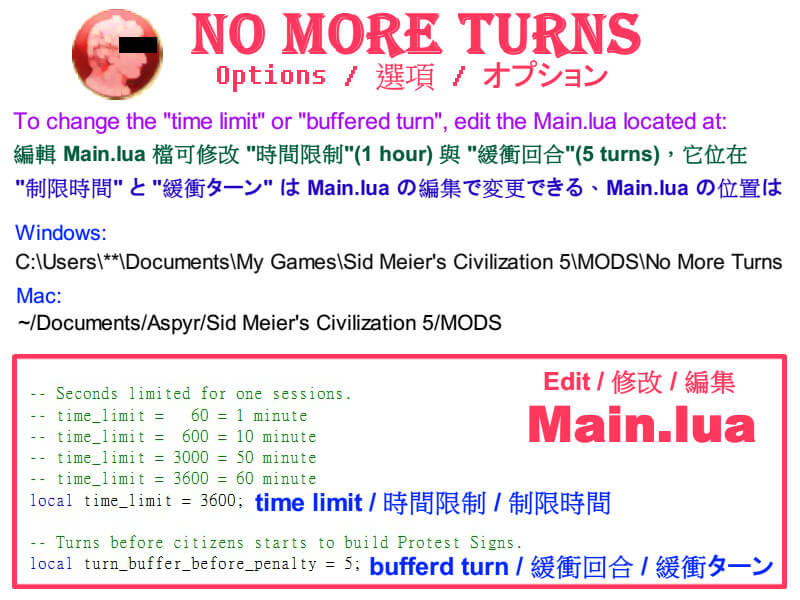 NO MORE TURNS
Options / 選項 / オプション
To change the "time limit" or "buffered turn", edit the Main.lua located at:
編輯 Main.lua 檔可修改 "時間限制"(1 hour) 與 "緩衝回合"(5 turns)，它位在
"制限時間" と "緩衝ターン" は Main.lua の編集で変更できる、Main.lua の位置は
Windows:
C:\Users\**\Documents\My Games\Sid Meier's Civilization 5\MODS\No More Turns
Mac:
~/Documents/Aspyr/Sid Meier's Civilization 5/MODS
Edit / 修改 / 編集
Main.lua
-- Seconds limited for one sessions.
-- time_limit =   60 = 1 minute
-- time_limit =  600 = 10 minute
-- time_limit = 3000 = 50 minute
-- time_limit = 3600 = 60 minute
local time_limit = 3600; time limit / 時間限制 / 制限時間
-- Turns before citizens starts to build Protest Signs.
local turn_buffer_before_penalty = 5; bufferd turn / 緩衝回合 / 緩衝ターン